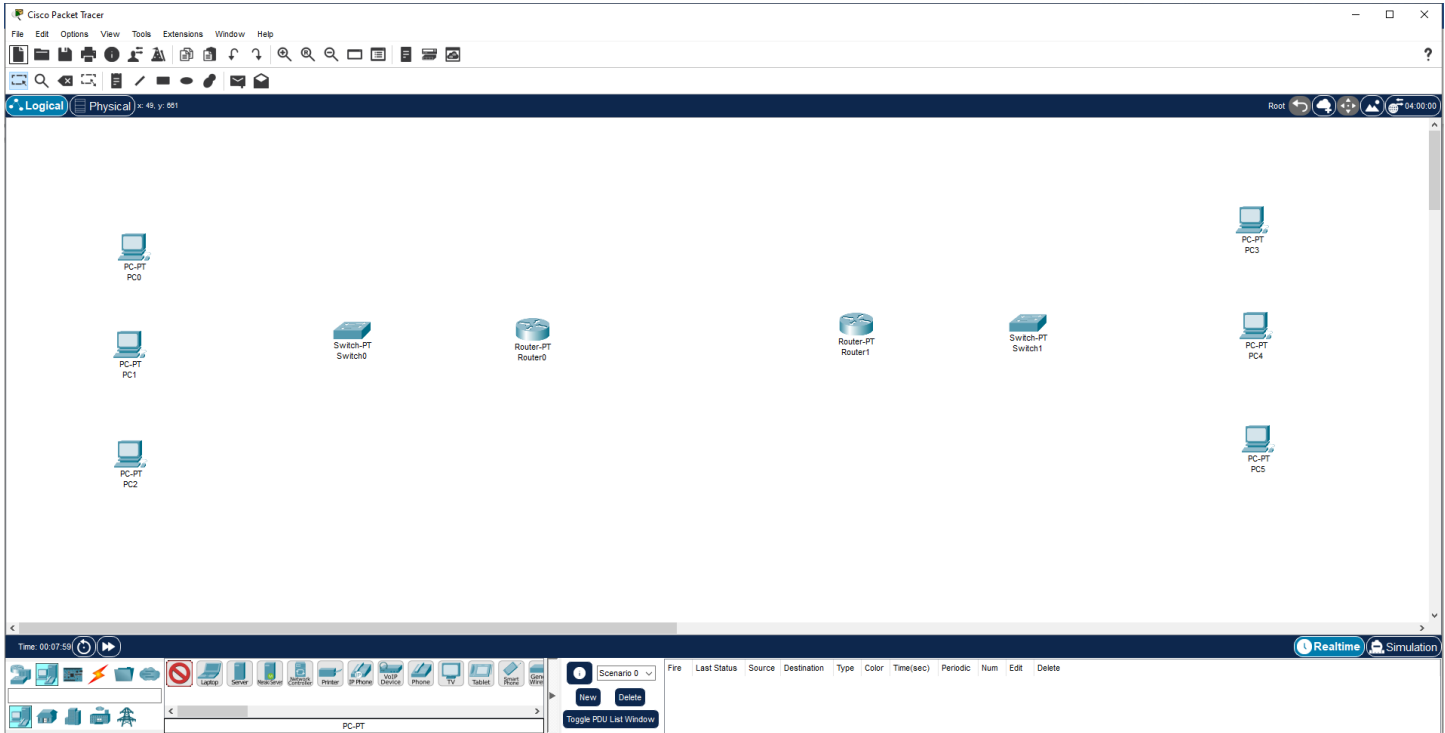 Cisco Packet Tracer
File Edit Options View Tools Extensions Window Help
?
Logical Physical x: 49, y: 661 Root 04:00:00
PC-PT
PC0
PC-PT
PC1
PC-PT
PC2
Switch-PT
Switch0
Router-PT
Router0
Router-PT
Router1
Switch-PT
Switch1
PC-PT
PC3
PC-PT
PC4
PC-PT
PC5
Time: 00:07:59 Realtime Simulation
Laptop Server Printer IP Phone VoIP Device Phone TV Tablet Smart Phone
PC-PT
Scenario 0
New Delete
Toggle PDU List Window
Fire Last Status Source Destination Type Color Time(sec) Periodic Num Edit Delete